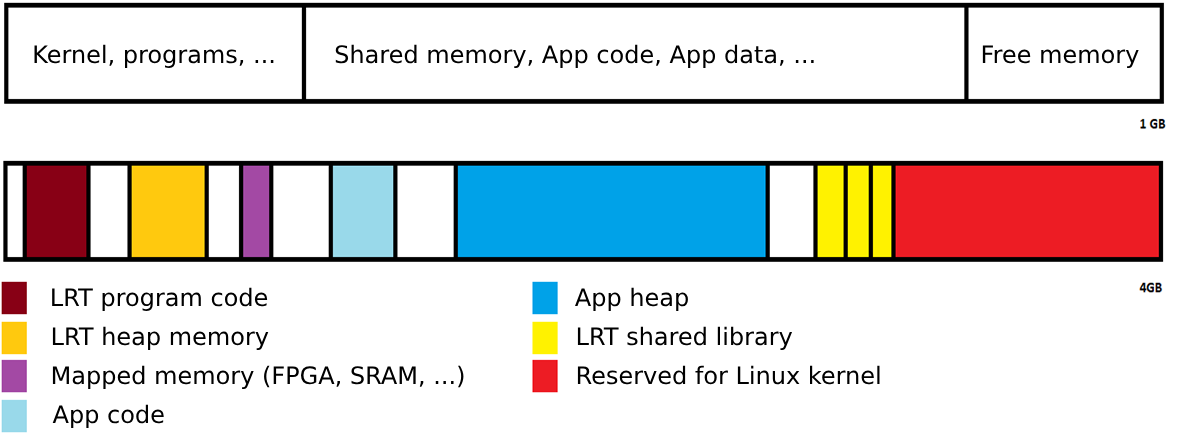 Kernel, programs, ...
Shared memory, App code, App data, ...
Free memory
1 GB
4GB
LRT program code
LRT heap memory
Mapped memory (FPGA, SRAM, ...)
App code
App heap
LRT shared library
Reserved for Linux kernel